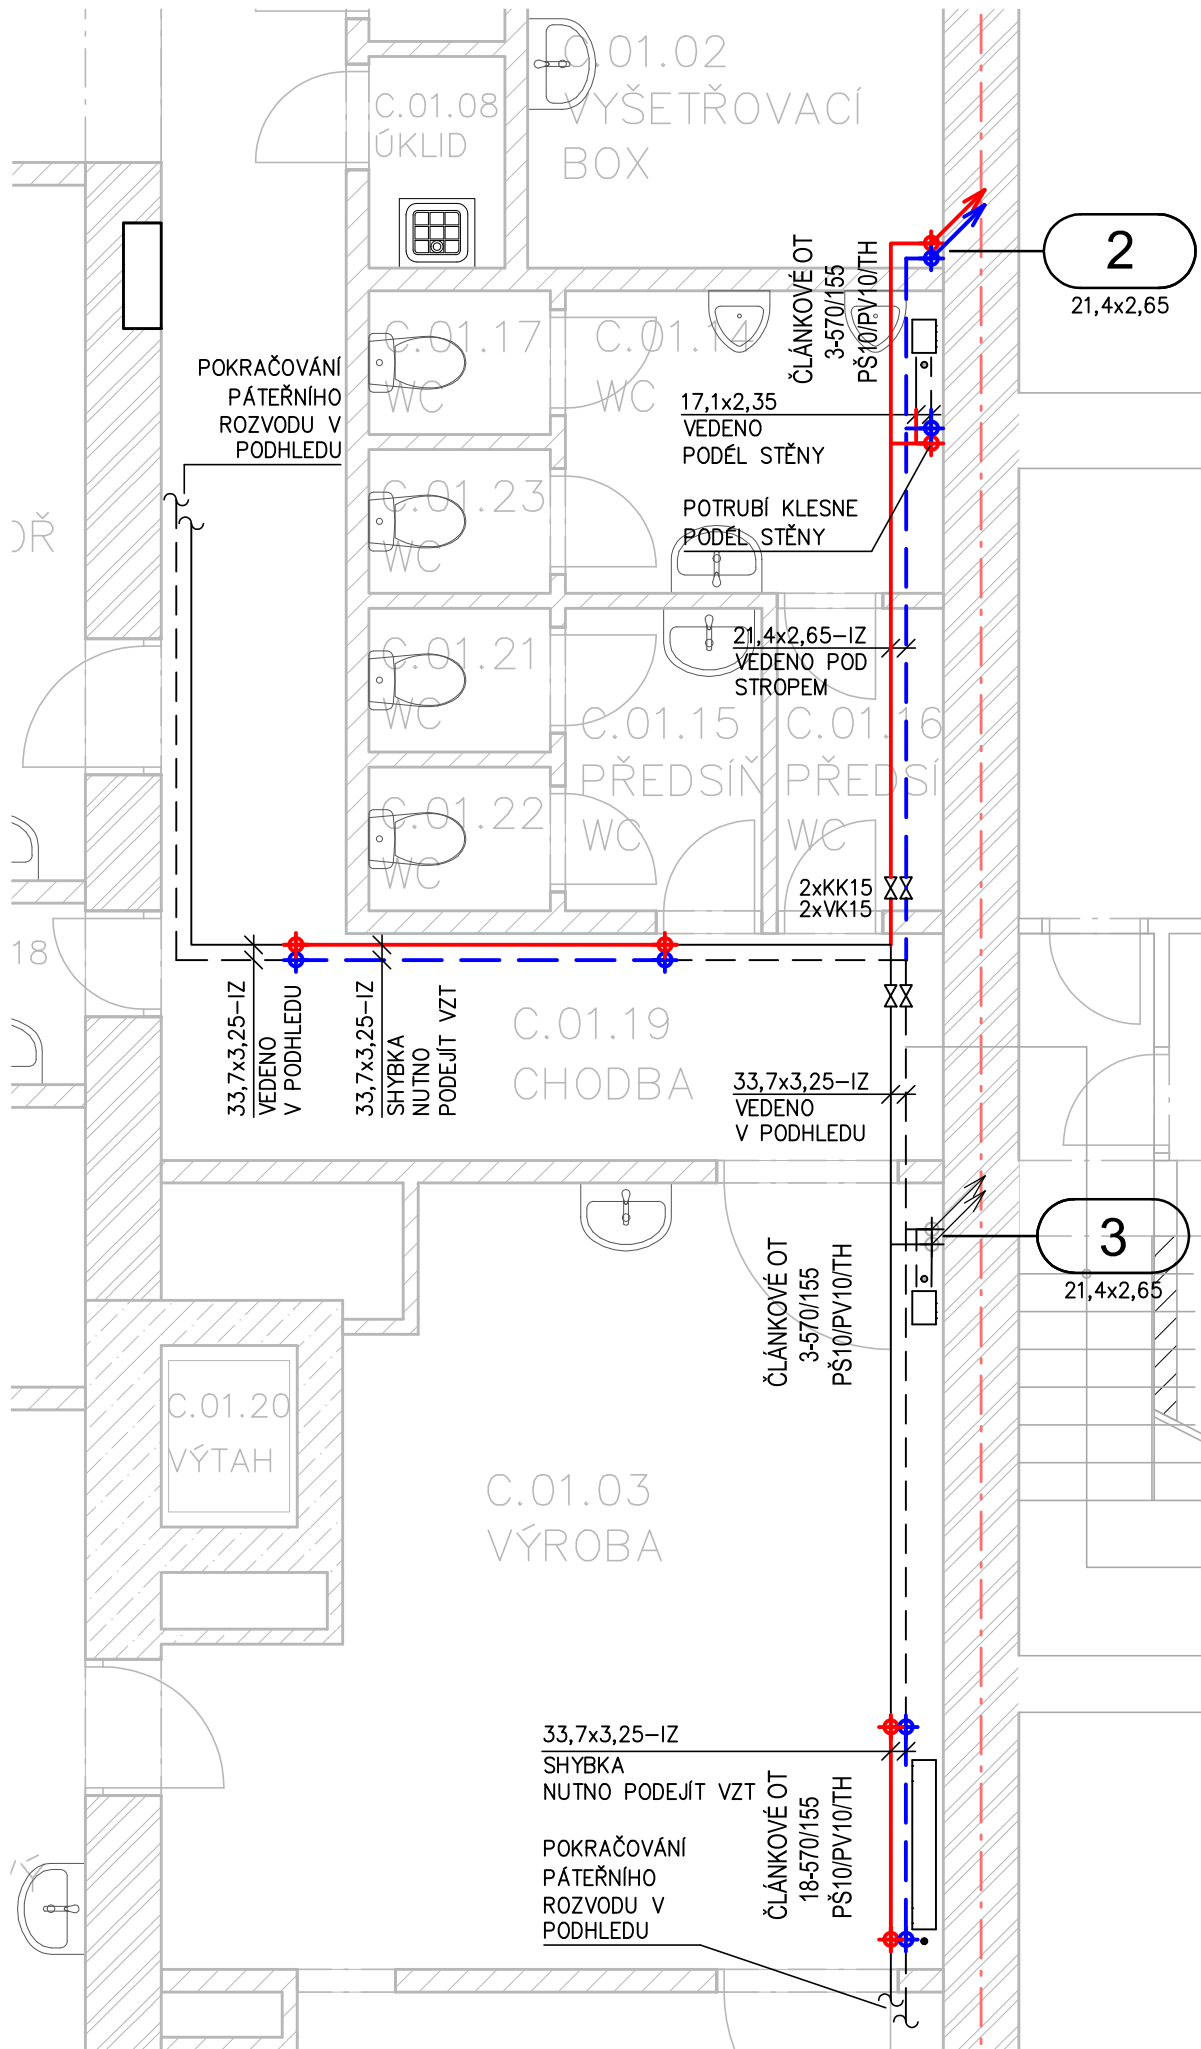 C.01.02
VYŠETŘOVACÍ
BOX
C.01.08
ÚKLID
2
21,4x2,65
ČLÁNKOVÉ OT
3-570/155
PŠ10/PV10/TH
C.01.17
WC
C.01.14
WC
POKRAČOVÁNÍ
PÁTEŘNÍHO
ROZVODU V
PODHLEDU
17,1x2,35
VEDENO
PODÉL STĚNY
C.01.23
WC
POTRUBÍ KLESNE
PODÉL STĚNY
OŘ
21,4x2,65-IZ
VEDENO POD
STROPEM
C.01.21
WC
C.01.15
PŘEDSÍŇ
WC
C.01.16
PŘEDSÍ
WC
C.01.22
WC
2xKK15
2xVK15
18
33,7x3,25-IZ
VEDENO
V PODHLEDU
33,7x3,25-IZ
SHYBKA
NUTNO
PODEJÍT VZT
C.01.19
CHODBA
33,7x3,25-IZ
VEDENO
V PODHLEDU
3
21,4x2,65
ČLÁNKOVÉ OT
3-570/155
PŠ10/PV10/TH
C.01.20
VÝTAH
C.01.03
VÝROBA
33,7x3,25-IZ
SHYBKA
NUTNO PODEJÍT VZT
ČLÁNKOVÉ OT
18-570/155
PŠ10/PV10/TH
POKRAČOVÁNÍ
PÁTEŘNÍHO
ROZVODU V
PODHLEDU